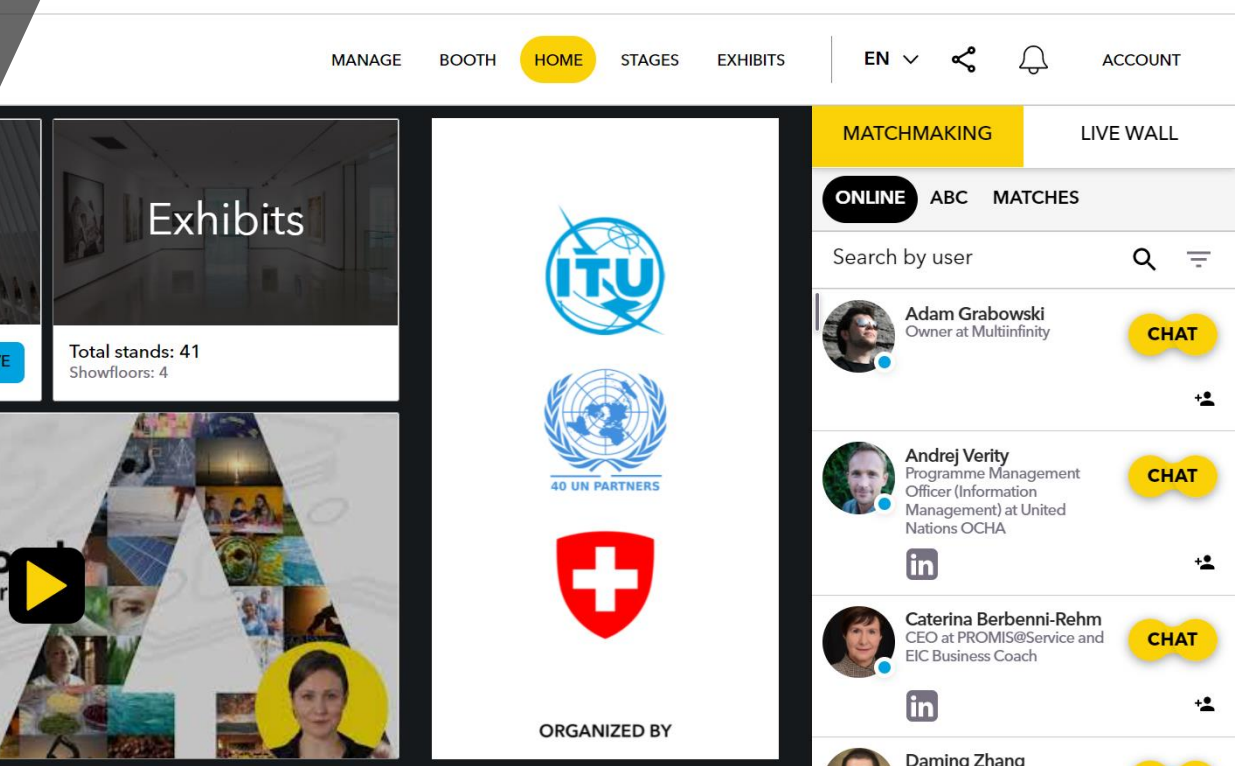 MANAGE
BOOTH
HOME
STAGES
EXHIBITS
EN
ACCOUNT
Exhibits
Total stands: 41
Showfloors: 4
ITU
40 UN PARTNERS
ORGANIZED BY
MATCHMAKING
LIVE WALL
ONLINE
ABC
MATCHES
Search by user
Adam Grabowski
Owner at Multiinfinity
CHAT
Andrej Verity
Programme Management
Officer (Information
Management) at United
Nations OCHA
CHAT
in
Caterina Berbenni-Rehm
CEO at PROMIS@Service and
EIC Business Coach
CHAT
in
Daming Zhang